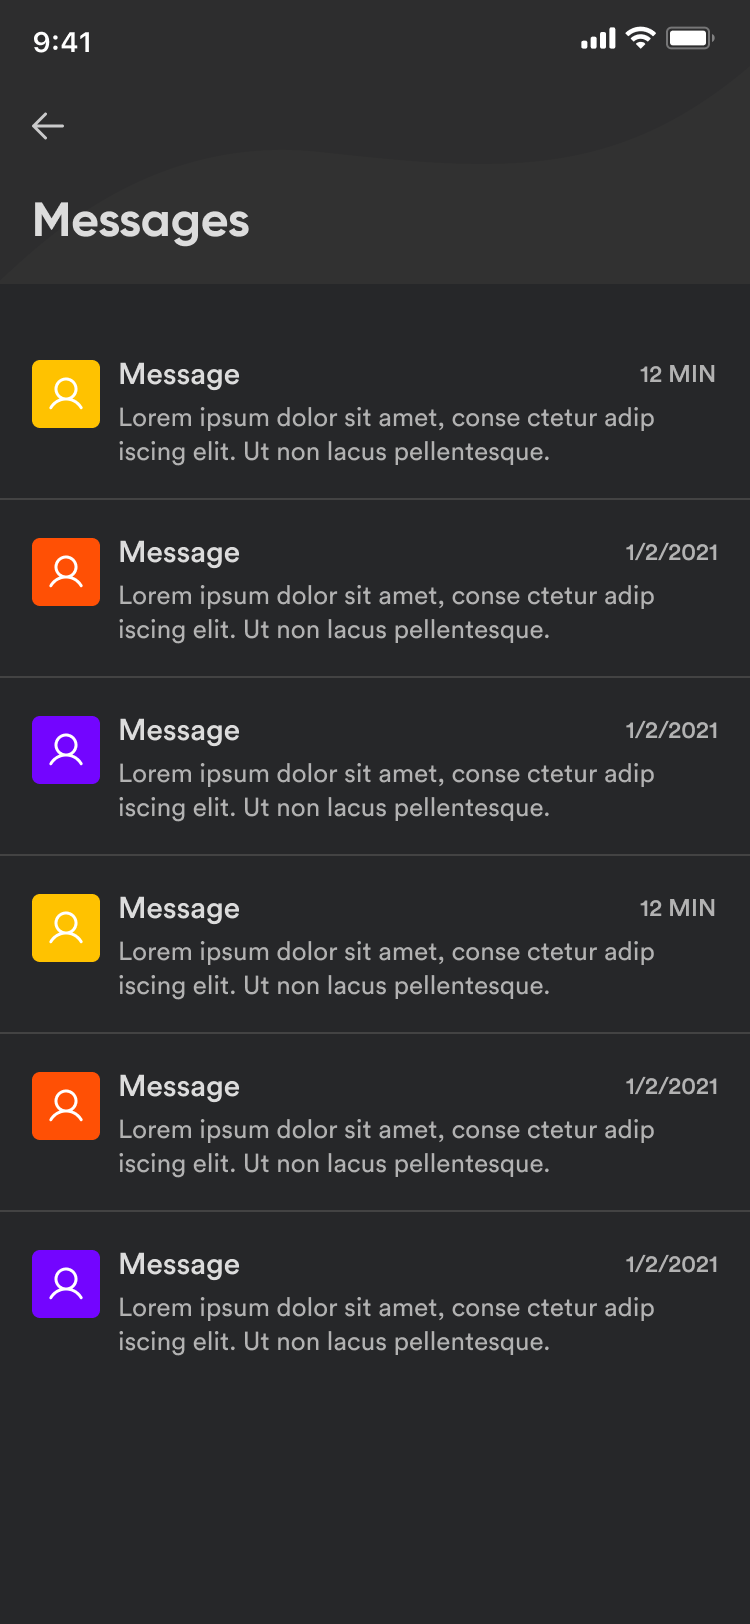 9:41
Messages
Message 12 MIN
Lorem ipsum dolor sit amet, conse ctetur adip
iscing elit. Ut non lacus pellentesque.
Message 1/2/2021
Lorem ipsum dolor sit amet, conse ctetur adip
iscing elit. Ut non lacus pellentesque.
Message 1/2/2021
Lorem ipsum dolor sit amet, conse ctetur adip
iscing elit. Ut non lacus pellentesque.
Message 12 MIN
Lorem ipsum dolor sit amet, conse ctetur adip
iscing elit. Ut non lacus pellentesque.
Message 1/2/2021
Lorem ipsum dolor sit amet, conse ctetur adip
iscing elit. Ut non lacus pellentesque.
Message 1/2/2021
Lorem ipsum dolor sit amet, conse ctetur adip
iscing elit. Ut non lacus pellentesque.